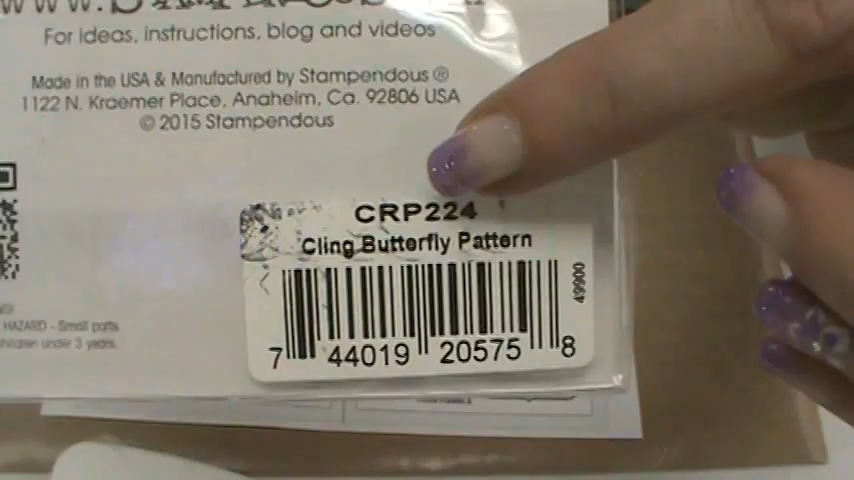 For ideas, instructions, blog and videos
Made in the USA & Manufactured by Stampendous ®
1122 N. Kraemer Place, Anaheim, Ca. 92806 USA
© 2015 Stampendous
CRP224
Cling Butterfly Pattern
49900
7 44019 20575 8
HAZARD - Small parts
under 3 years.